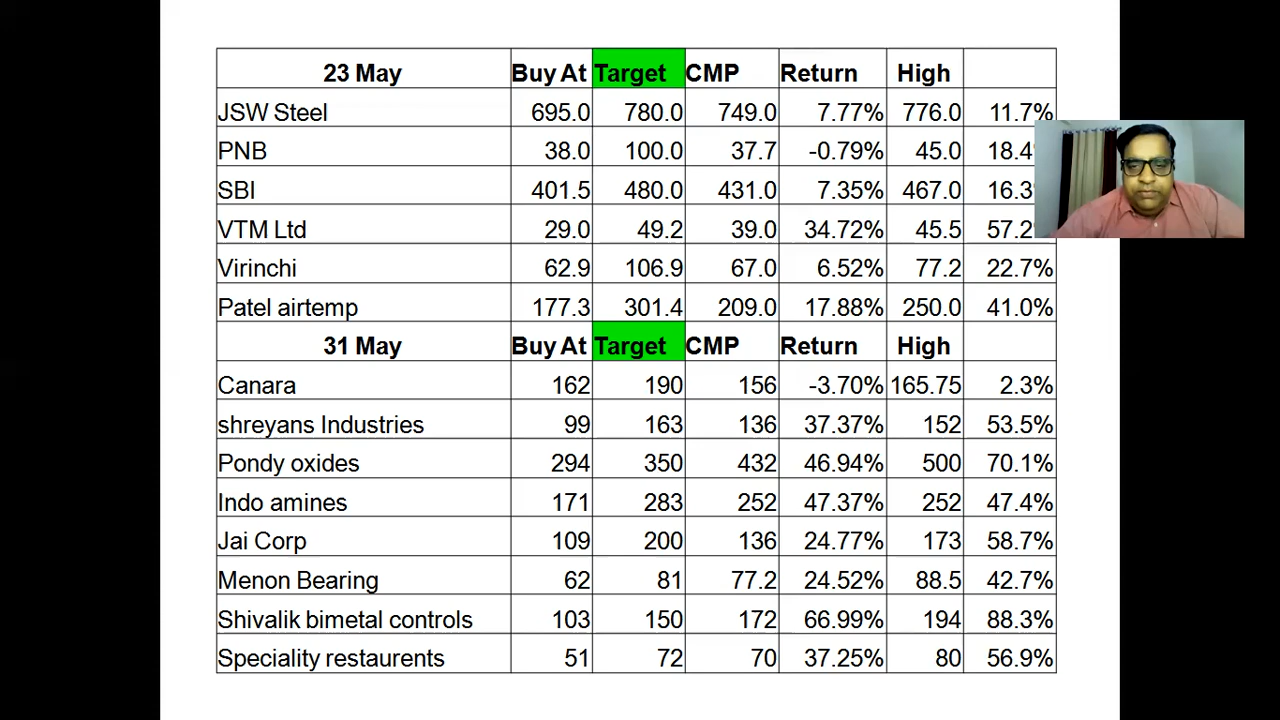 23 May Buy At Target CMP Return High
JSW Steel 695.0 780.0 749.0 7.77% 776.0 11.7%
PNB 38.0 100.0 37.7 -0.79% 45.0 18.4
SBI 401.5 480.0 431.0 7.35% 467.0 16.3
VTM Ltd 29.0 49.2 39.0 34.72% 45.5 57.2
Virinchi 62.9 106.9 67.0 6.52% 77.2 22.7%
Patel airtemp 177.3 301.4 209.0 17.88% 250.0 41.0%
31 May Buy At Target CMP Return High
Canara 162 190 156 -3.70% 165.75 2.3%
shreyans Industries 99 163 136 37.37% 152 53.5%
Pondy oxides 294 350 432 46.94% 500 70.1%
Indo amines 171 283 252 47.37% 252 47.4%
Jai Corp 109 200 136 24.77% 173 58.7%
Menon Bearing 62 81 77.2 24.52% 88.5 42.7%
Shivalik bimetal controls 103 150 172 66.99% 194 88.3%
Speciality restaurents 51 72 70 37.25% 80 56.9%